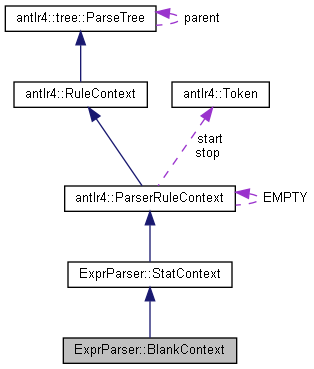 antlr4::tree::ParseTree
parent
antlr4::RuleContext
antlr4::Token
start
stop
antlr4::ParserRuleContext
EMPTY
ExprParser::StatContext
ExprParser::BlankContext